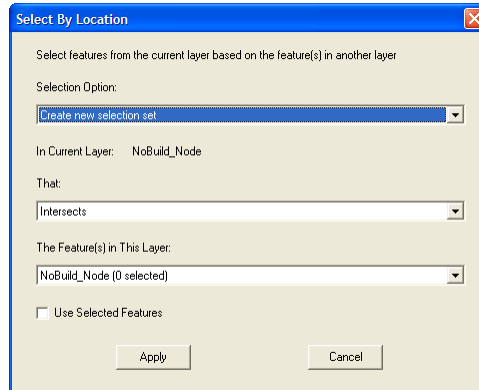 Select By Location
Select features from the current layer based on the feature(s) in another layer
Selection Option:
Create new selection set
In Current Layer: NoBuild_Node
That:
Intersects
The Feature(s) in This Layer:
NoBuild_Node (0 selected)
Use Selected Features
Apply Cancel